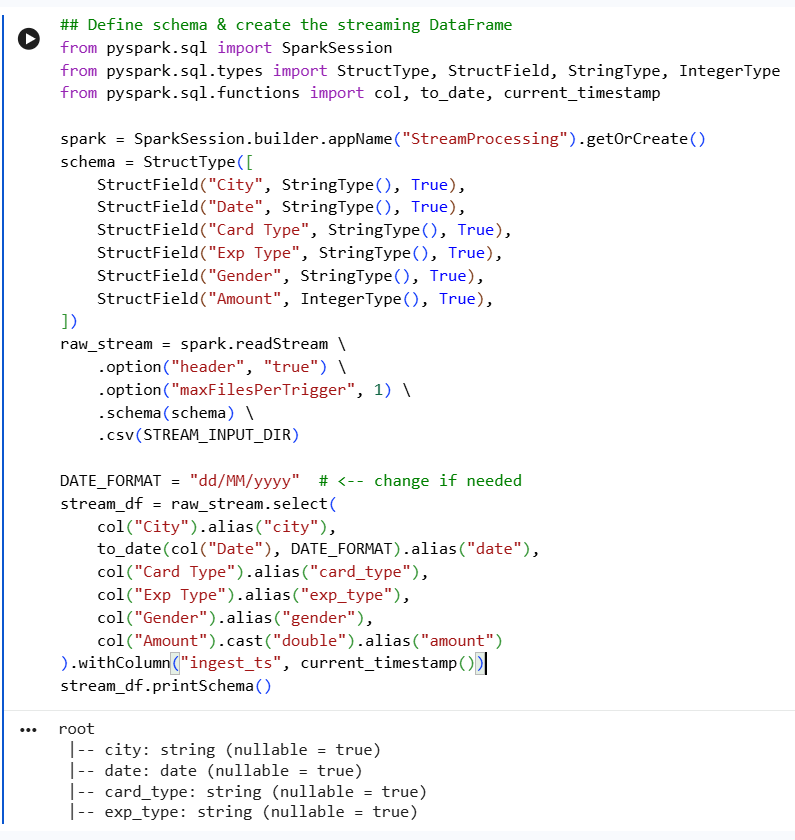 ## Define schema & create the streaming DataFrame
from pyspark.sql import SparkSession
from pyspark.sql.types import StructType, StructField, StringType, IntegerType
from pyspark.sql.functions import col, to_date, current_timestamp

spark = SparkSession.builder.appName("StreamProcessing").getOrCreate()
schema = StructType([
    StructField("City", StringType(), True),
    StructField("Date", StringType(), True),
    StructField("Card Type", StringType(), True),
    StructField("Exp Type", StringType(), True),
    StructField("Gender", StringType(), True),
    StructField("Amount", IntegerType(), True),
])
raw_stream = spark.readStream \
    .option("header", "true") \
    .option("maxFilesPerTrigger", 1) \
    .schema(schema) \
    .csv(STREAM_INPUT_DIR)

DATE_FORMAT = "dd/MM/yyyy"  # <-- change if needed
stream_df = raw_stream.select(
    col("City").alias("city"),
    to_date(col("Date"), DATE_FORMAT).alias("date"),
    col("Card Type").alias("card_type"),
    col("Exp Type").alias("exp_type"),
    col("Gender").alias("gender"),
    col("Amount").cast("double").alias("amount")
).withColumn("ingest_ts", current_timestamp())
stream_df.printSchema()

root
 |-- city: string (nullable = true)
 |-- date: date (nullable = true)
 |-- card_type: string (nullable = true)
 |-- exp_type: string (nullable = true)